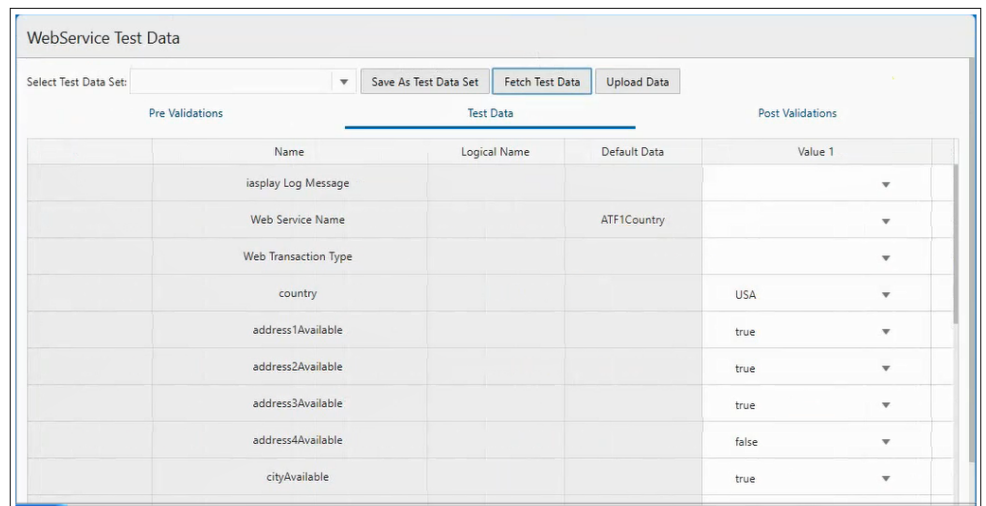 WebService Test Data
Select Test Data Set: Save As Test Data Set Fetch Test Data Upload Data
Pre Validations Test Data Post Validations
Name Logical Name Default Data Value 1
iasplay Log Message
Web Service Name ATF1Country
Web Transaction Type
country USA
address1Available true
address2Available true
address3Available true
address4Available false
cityAvailable true